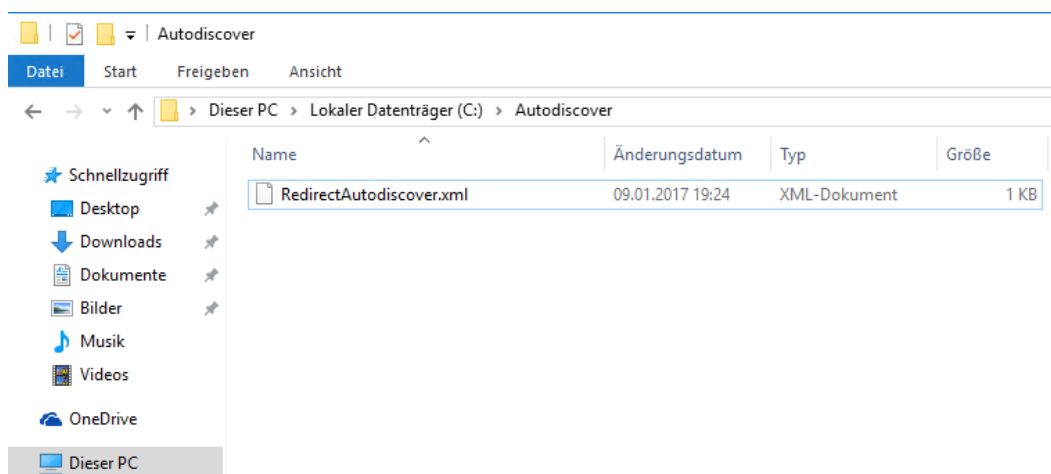 Autodiscover
Datei Start Freigeben Ansicht
Dieser PC > Lokaler Datenträger (C:) > Autodiscover
Name Änderungsdatum Typ Größe
Schnellzugriff
RedirectAutodiscover.xml 09.01.2017 19:24 XML-Dokument 1 KB
Desktop
Downloads
Dokumente
Bilder
Musik
Videos
OneDrive
Dieser PC